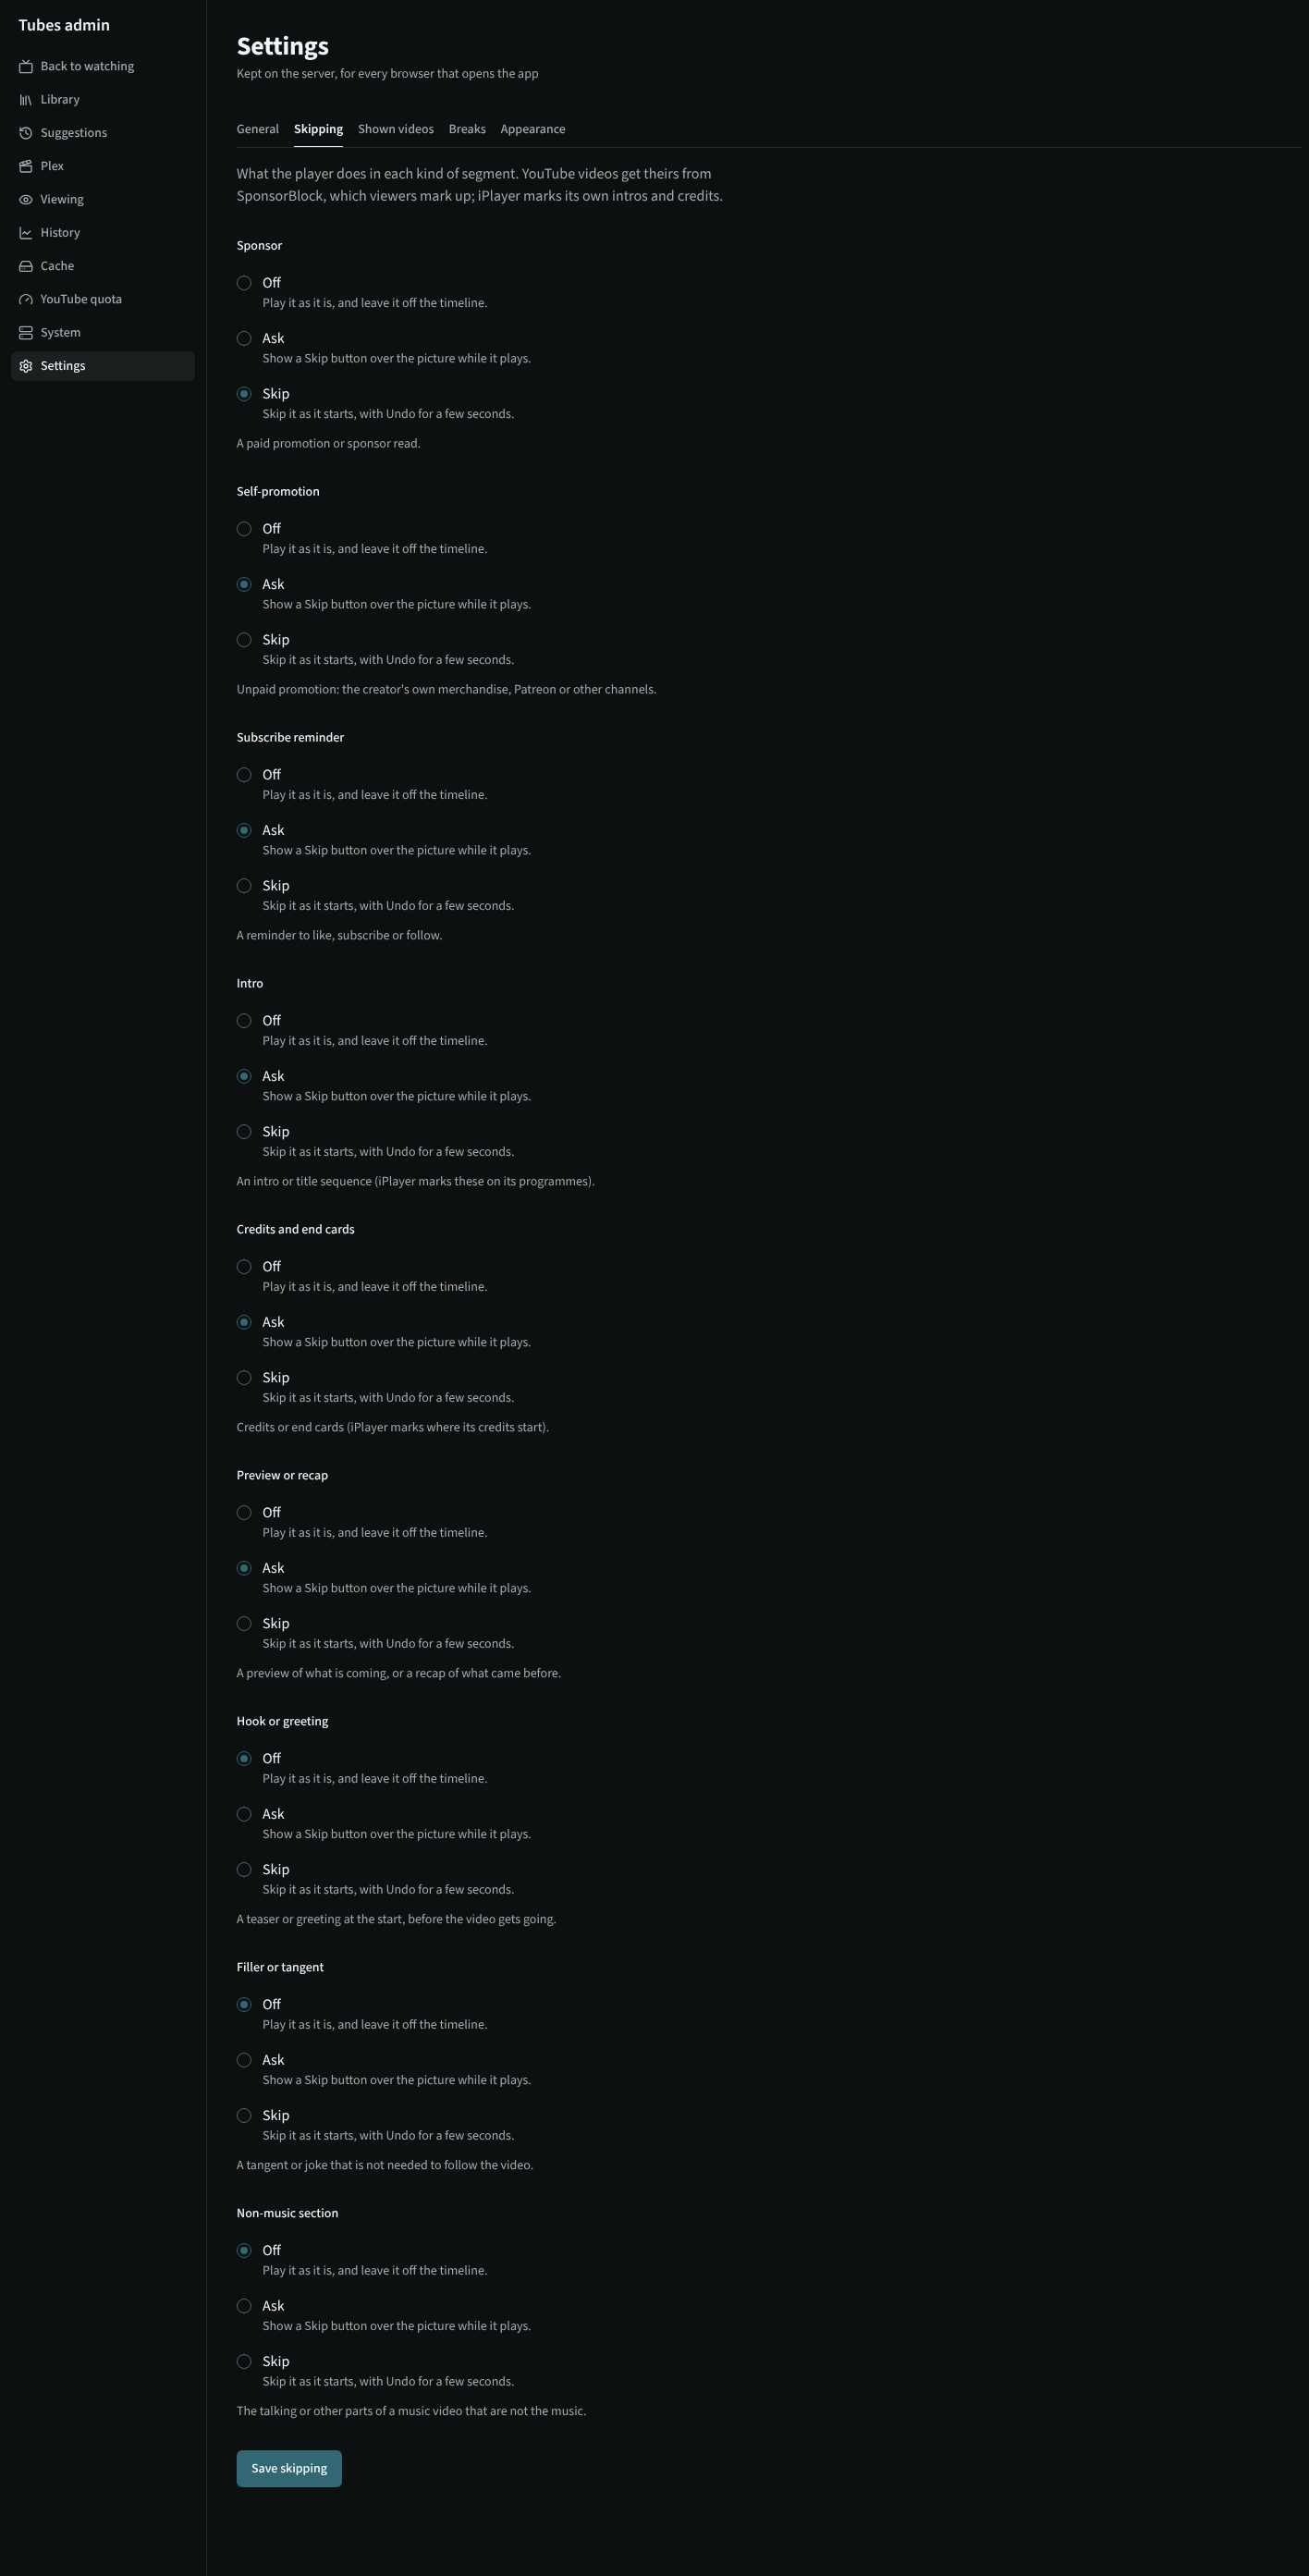 Tubes admin
Back to watching
Library
Suggestions
Plex
Viewing
History
Cache
YouTube quota
System
Settings
Settings
Kept on the server, for every browser that opens the app
General Skipping Shown videos Breaks Appearance
What the player does in each kind of segment. YouTube videos get theirs from
SponsorBlock, which viewers mark up; iPlayer marks its own intros and credits.
Sponsor
Off
Play it as it is, and leave it off the timeline.
Ask
Show a Skip button over the picture while it plays.
Skip
Skip it as it starts, with Undo for a few seconds.
A paid promotion or sponsor read.
Self-promotion
Off
Play it as it is, and leave it off the timeline.
Ask
Show a Skip button over the picture while it plays.
Skip
Skip it as it starts, with Undo for a few seconds.
Unpaid promotion: the creator's own merchandise, Patreon or other channels.
Subscribe reminder
Off
Play it as it is, and leave it off the timeline.
Ask
Show a Skip button over the picture while it plays.
Skip
Skip it as it starts, with Undo for a few seconds.
A reminder to like, subscribe or follow.
Intro
Off
Play it as it is, and leave it off the timeline.
Ask
Show a Skip button over the picture while it plays.
Skip
Skip it as it starts, with Undo for a few seconds.
An intro or title sequence (iPlayer marks these on its programmes).
Credits and end cards
Off
Play it as it is, and leave it off the timeline.
Ask
Show a Skip button over the picture while it plays.
Skip
Skip it as it starts, with Undo for a few seconds.
Credits or end cards (iPlayer marks where its credits start).
Preview or recap
Off
Play it as it is, and leave it off the timeline.
Ask
Show a Skip button over the picture while it plays.
Skip
Skip it as it starts, with Undo for a few seconds.
A preview of what is coming, or a recap of what came before.
Hook or greeting
Off
Play it as it is, and leave it off the timeline.
Ask
Show a Skip button over the picture while it plays.
Skip
Skip it as it starts, with Undo for a few seconds.
A teaser or greeting at the start, before the video gets going.
Filler or tangent
Off
Play it as it is, and leave it off the timeline.
Ask
Show a Skip button over the picture while it plays.
Skip
Skip it as it starts, with Undo for a few seconds.
A tangent or joke that is not needed to follow the video.
Non-music section
Off
Play it as it is, and leave it off the timeline.
Ask
Show a Skip button over the picture while it plays.
Skip
Skip it as it starts, with Undo for a few seconds.
The talking or other parts of a music video that are not the music.
Save skipping